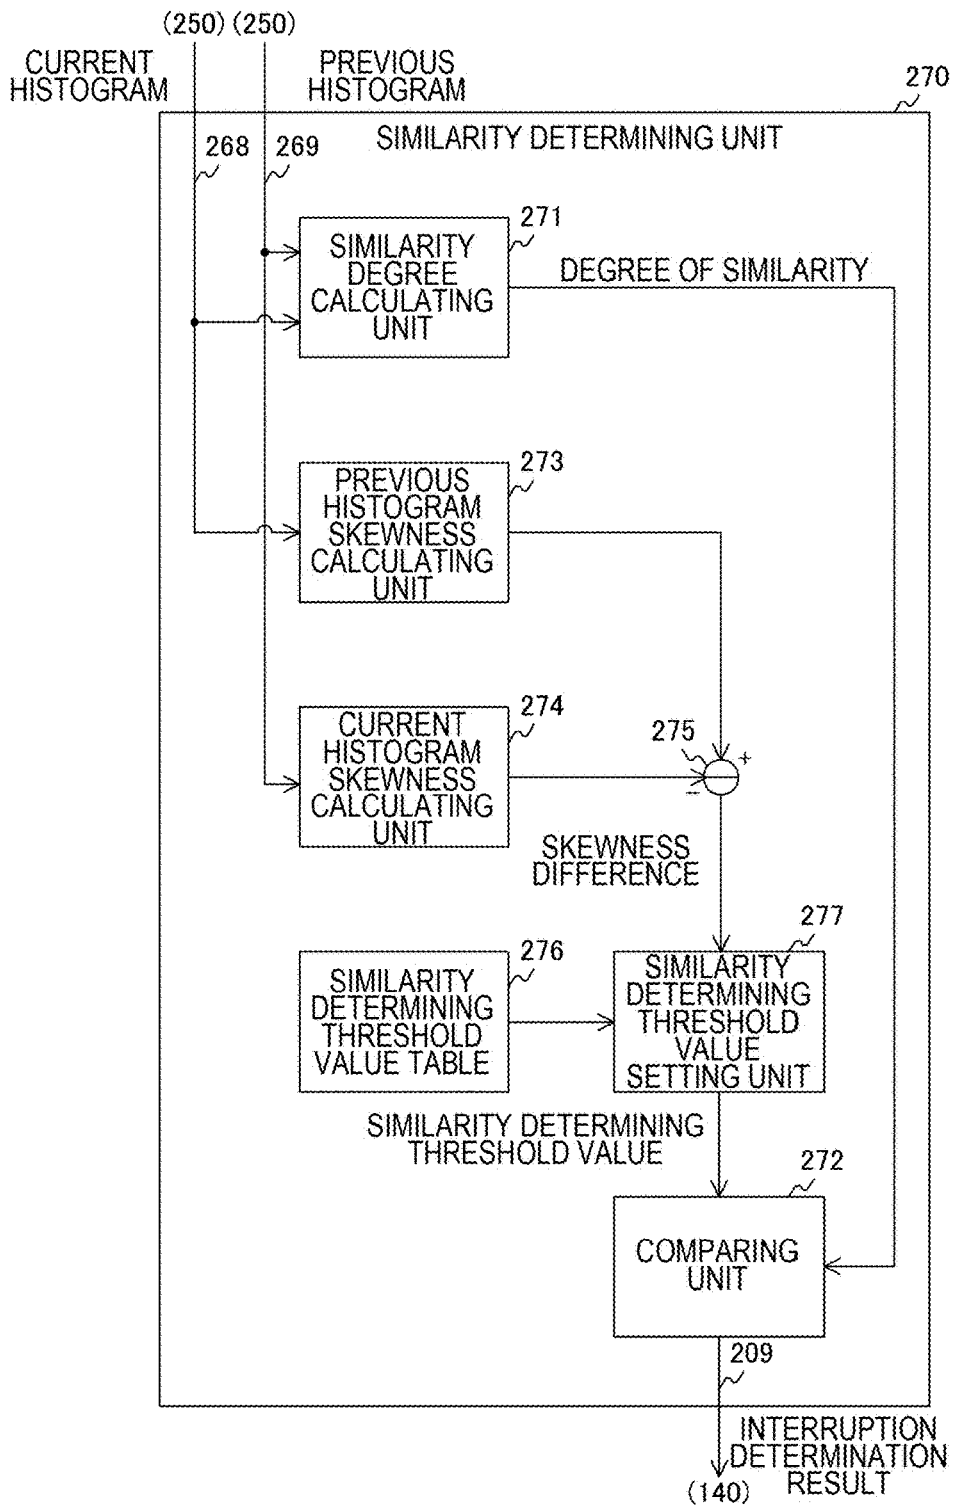 (250) (250)
CURRENT
HISTOGRAM
PREVIOUS
HISTOGRAM
270
SIMILARITY DETERMINING UNIT
268
269
271
SIMILARITY
DEGREE
CALCULATING
UNIT
DEGREE OF SIMILARITY
273
PREVIOUS
HISTOGRAM
SKEWNESS
CALCULATING
UNIT
274
CURRENT
HISTOGRAM
SKEWNESS
CALCULATING
UNIT
275
+
−
SKEWNESS
DIFFERENCE
276
SIMILARITY
DETERMINING
THRESHOLD
VALUE TABLE
277
SIMILARITY
DETERMINING
THRESHOLD
VALUE
SETTING UNIT
SIMILARITY DETERMINING
THRESHOLD VALUE
272
COMPARING
UNIT
209
INTERRUPTION
DETERMINATION
RESULT
(140)